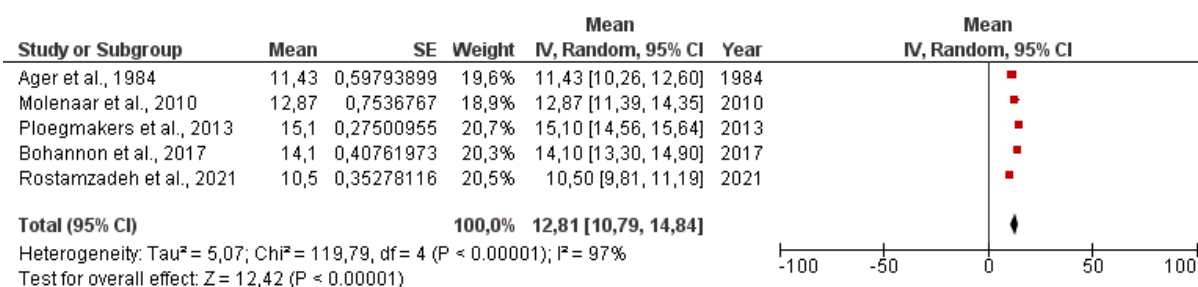 Mean Mean
Study or Subgroup Mean SE Weight IV, Random, 95% CI Year IV, Random, 95% CI
Ager et al., 1984 11,43 0,59793899 19,6% 11,43 [10,26, 12,60] 1984
Molenaar et al., 2010 12,87 0,7536767 18,9% 12,87 [11,39, 14,35] 2010
Ploegmakers et al., 2013 15,1 0,27500955 20,7% 15,10 [14,56, 15,64] 2013
Bohannon et al., 2017 14,1 0,40761973 20,3% 14,10 [13,30, 14,90] 2017
Rostamzadeh et al., 2021 10,5 0,35278116 20,5% 10,50 [9,81, 11,19] 2021
Total (95% CI) 100,0% 12,81 [10,79, 14,84]
Heterogeneity: Tau² = 5,07; Chi² = 119,79, df = 4 (P < 0.00001); I² = 97%
Test for overall effect: Z = 12,42 (P < 0.00001)
-100 -50 0 50 100